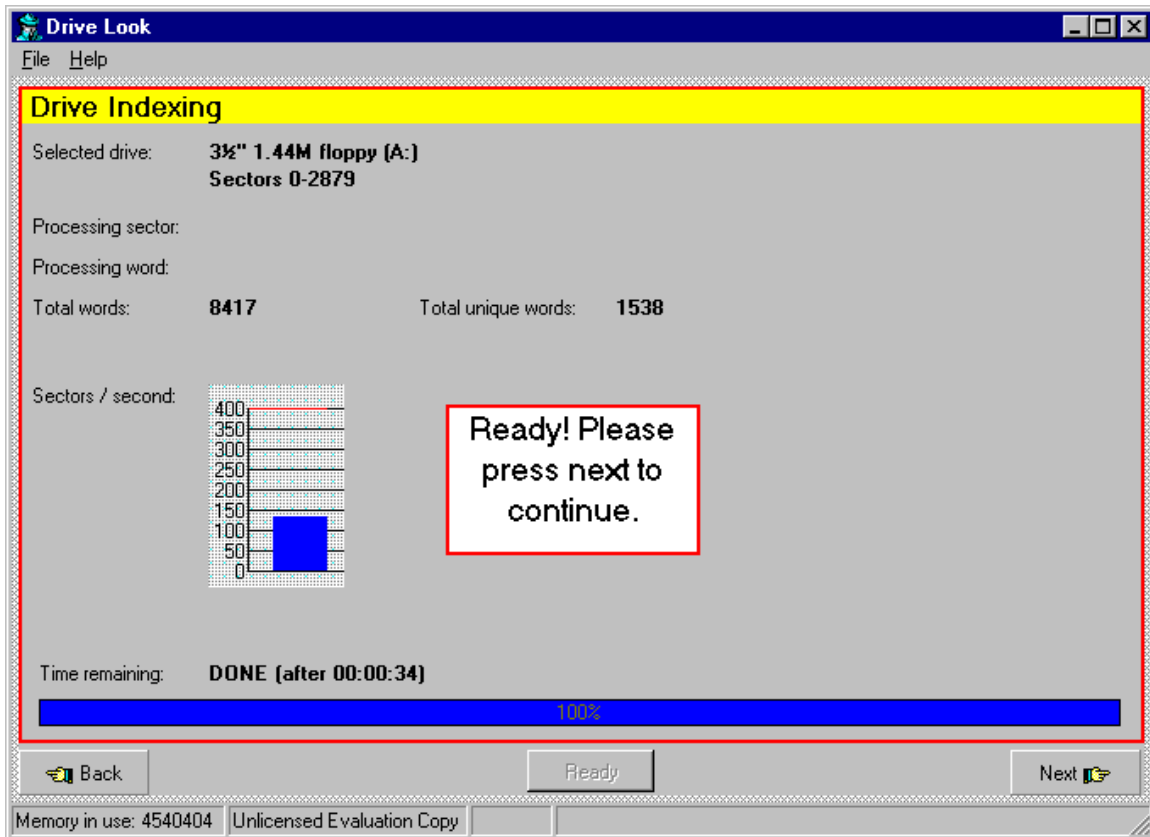 Drive Look
File Help
Drive Indexing
Selected drive: 3½" 1.44M floppy (A:)
Sectors 0-2879
Processing sector:
Processing word:
Total words: 8417 Total unique words: 1538
Sectors / second:
400
350
300
250
200
150
100
50
0
Ready! Please
press next to
continue.
Time remaining: DONE (after 00:00:34)
100%
Back Ready Next
Memory in use: 4540404 Unlicensed Evaluation Copy